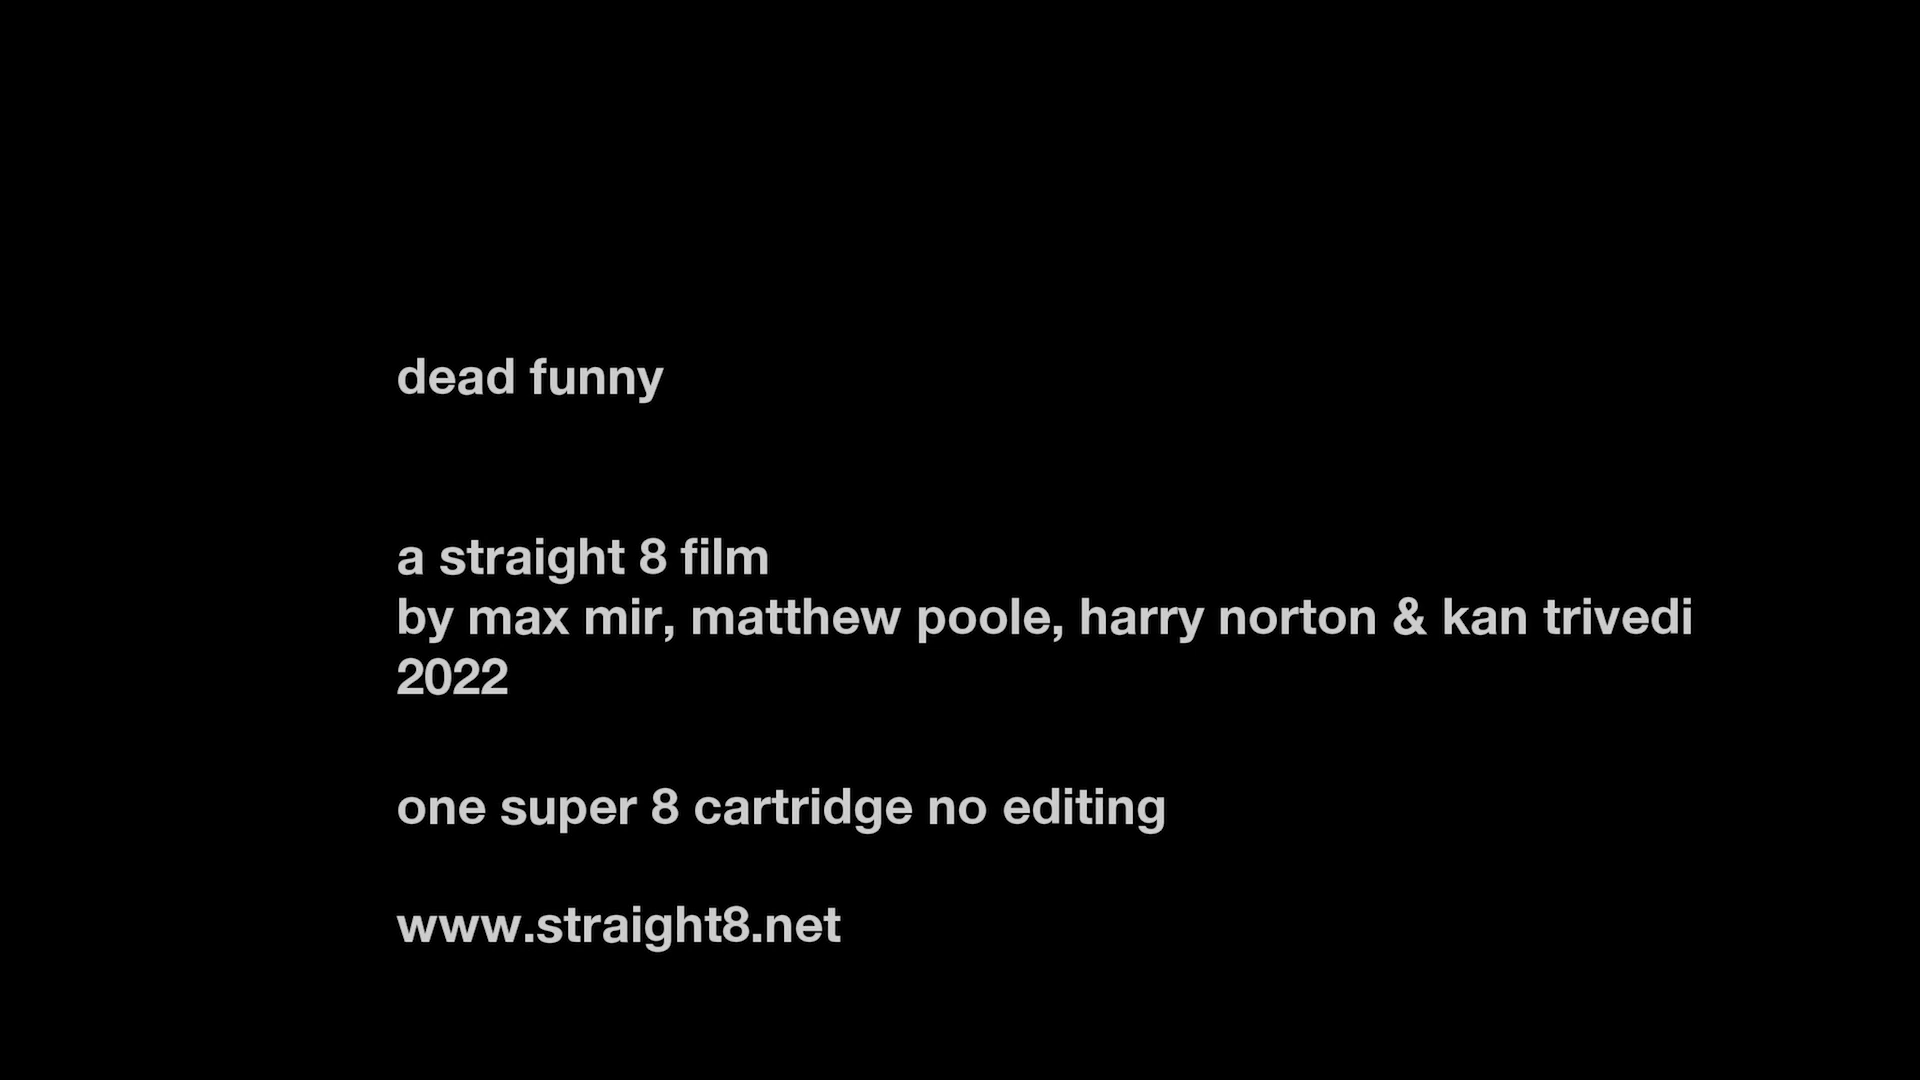 dead funny
a straight 8 film
by max mir, matthew poole, harry norton & kan trivedi
2022
one super 8 cartridge no editing
www.straight8.net